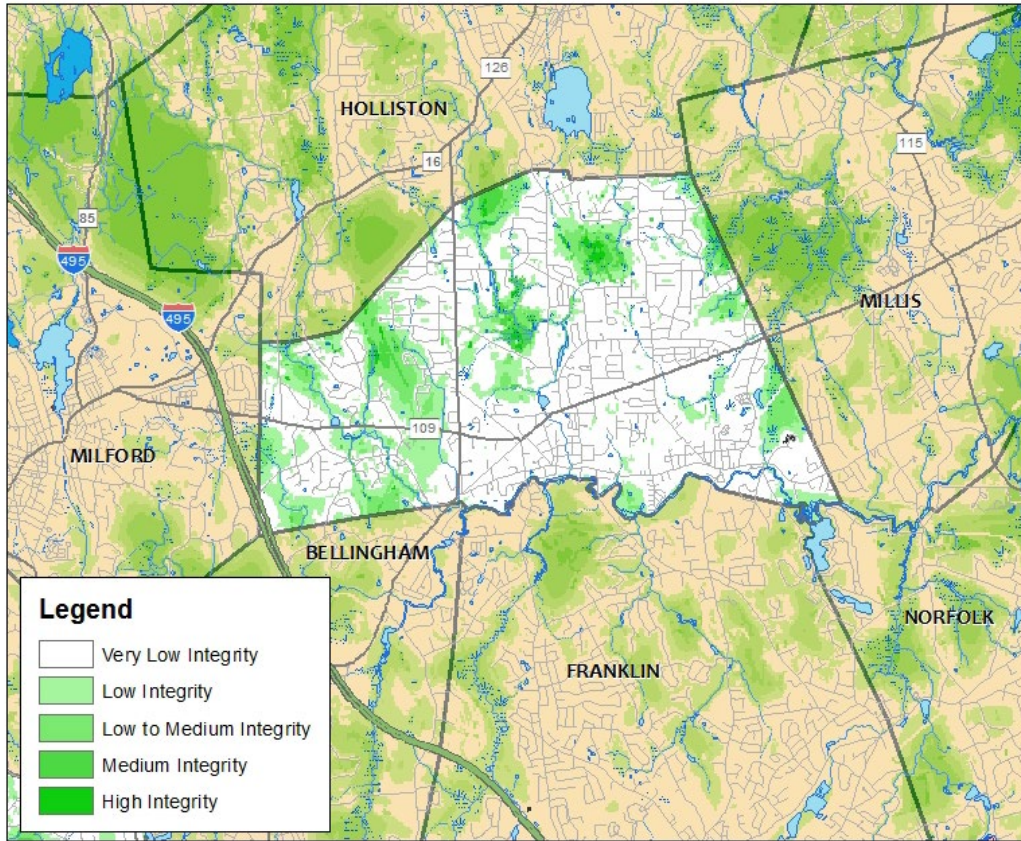 126
HOLLISTON
115
16
85
495
495
MILLIS
109
MILFORD
BELLINGHAM
Legend
Very Low Integrity
Low Integrity
Low to Medium Integrity
Medium Integrity
High Integrity
NORFOLK
FRANKLIN